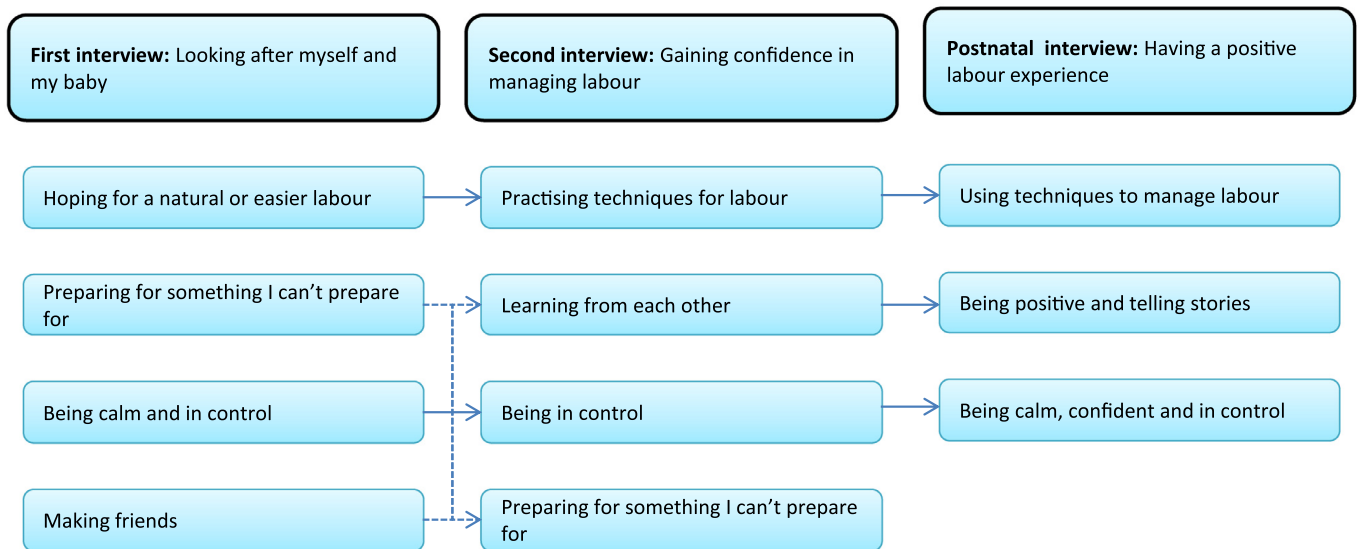 First interview: Looking after myself and
my baby
Second interview: Gaining confidence in
managing labour
Postnatal  interview: Having a positive
labour experience
Hoping for a natural or easier labour
Practising techniques for labour
Using techniques to manage labour
Preparing for something I can’t prepare
for
Learning from each other
Being positive and telling stories
Being calm and in control
Being in control
Being calm, confident and in control
Making friends
Preparing for something I can’t prepare
for